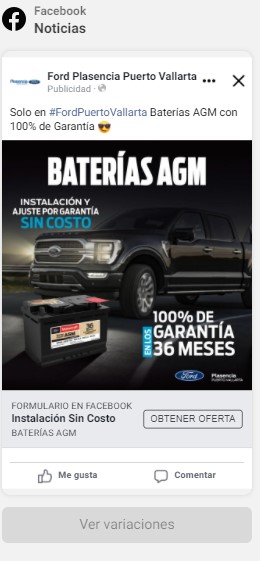 Facebook
Noticias
Ford Plasencia Puerto Vallarta
Publicidad
Solo en #FordPuertoVallarta Baterías AGM con
100% de Garantía 😎
BATERÍAS AGM
INSTALACIÓN Y
AJUSTE POR GARANTÍA
SIN COSTO
100% DE
GARANTÍA
EN LOS
36 MESES
Ford
Plasencia
PUERTO VALLARTA
FORMULARIO EN FACEBOOK
Instalación Sin Costo
BATERÍAS AGM
OBTENER OFERTA
Me gusta
Comentar
Ver variaciones